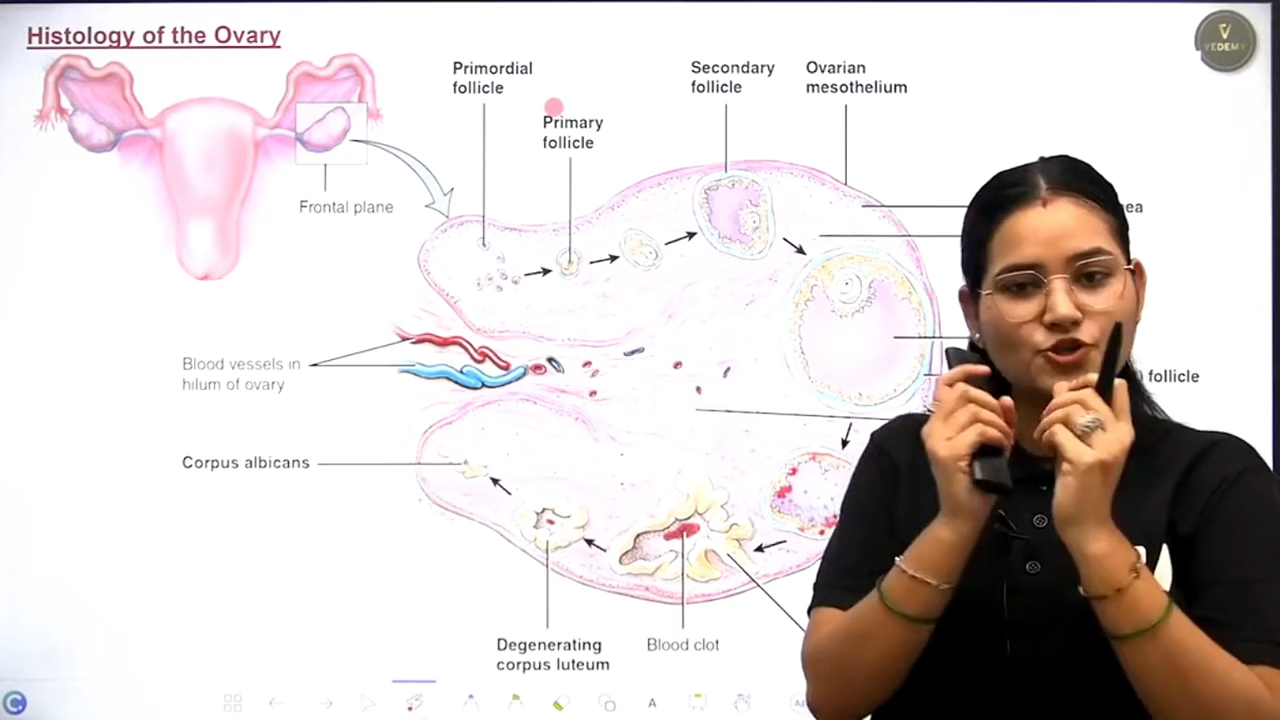 Histology of the Ovary
VEDEMY
Primordial
follicle
Primary
follicle
Secondary
follicle
Ovarian
mesothelium
Frontal plane
Blood vessels in
hilum of ovary
follicle
Corpus albicans
Degenerating
corpus luteum
Blood clot
A